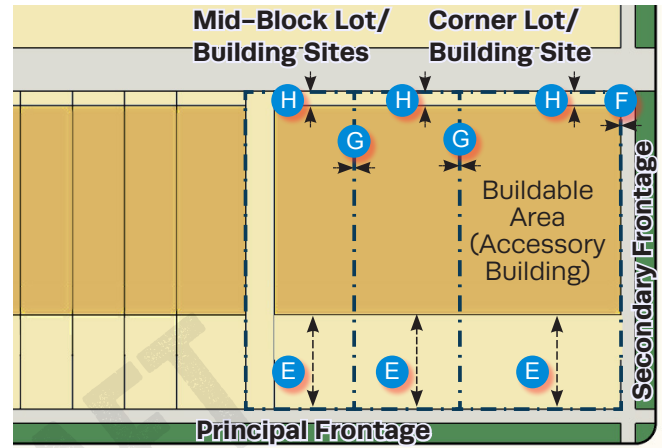 Mid-Block Lot/
Building Sites
Corner Lot/
Building Site
H
H
H
F
G
G
Buildable
Area
(Accessory
Building)
Secondary Frontage
E
E
E
Principal Frontage